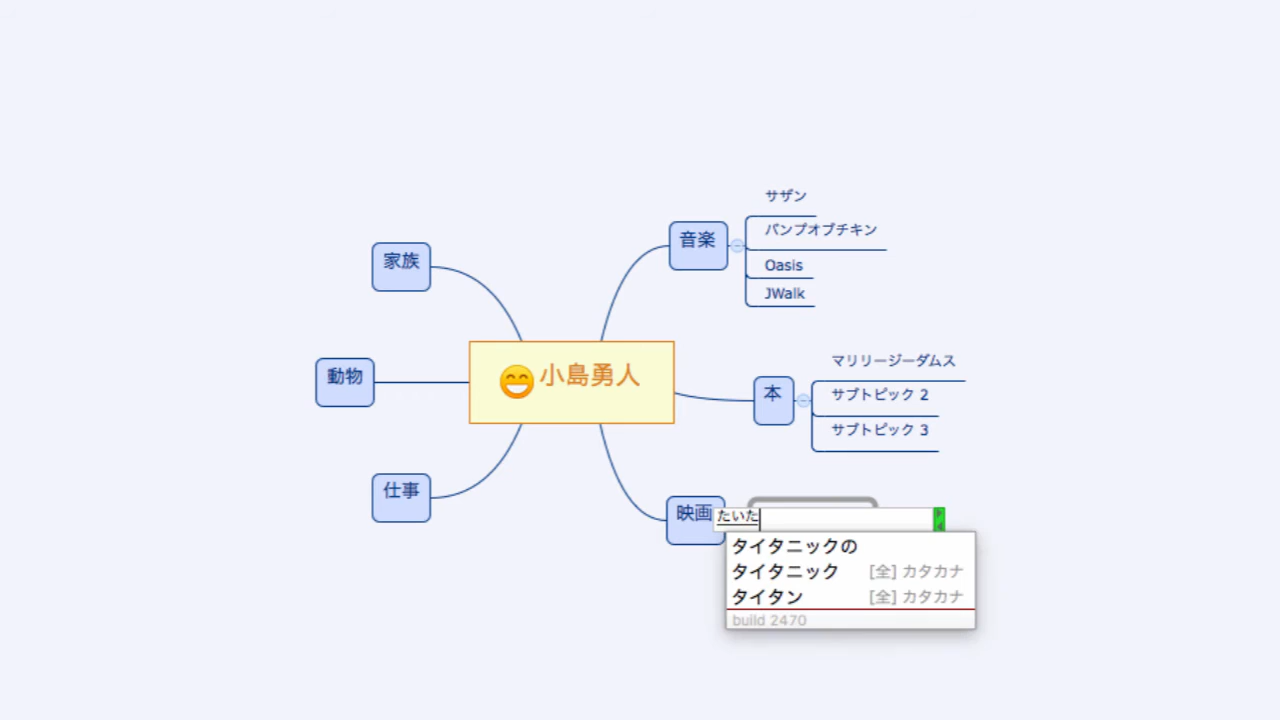 サザン
バンプオブチキン
Oasis
JWalk
音楽
家族
小島勇人
動物
マリリージーダムス
サブトピック 2
サブトピック 3
本
仕事
映画
たいた
タイタニックの
タイタニック [全] カタカナ
タイタン [全] カタカナ
build 2470